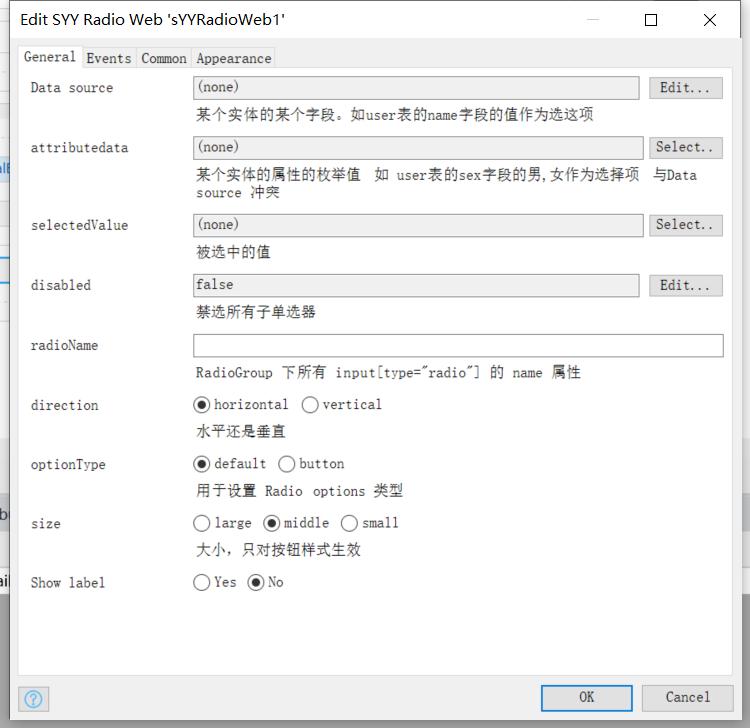 Edit SYY Radio Web 'sYYRadioWeb1'
General Events Common Appearance
Data source (none) Edit...
某个实体的某个字段。如user表的name字段的值作为选这项
attributedata (none) Select..
某个实体的属性的枚举值 如 user表的sex字段的男,女作为选择项 与Data
source 冲突
selectedValue (none) Select..
被选中的值
disabled false Edit...
禁选所有子单选器
radioName
RadioGroup 下所有 input[type="radio"] 的 name 属性
direction horizontal vertical
水平还是垂直
optionType default button
用于设置 Radio options 类型
size large middle small
大小，只对按钮样式生效
Show label Yes No
? OK Cancel